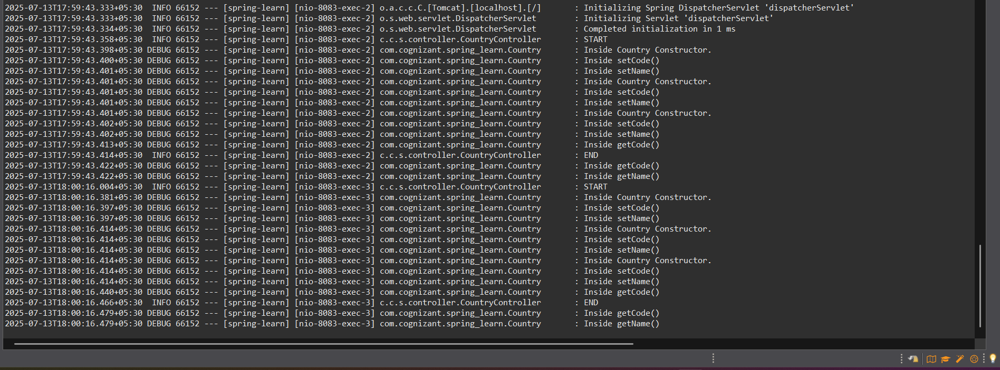 2025-07-13T17:59:43.333+05:30  INFO 66152 --- [spring-learn] [nio-8083-exec-2] o.a.c.c.C.[Tomcat].[localhost].[/]       : Initializing Spring DispatcherServlet 'dispatcherServlet'
2025-07-13T17:59:43.333+05:30  INFO 66152 --- [spring-learn] [nio-8083-exec-2] o.s.web.servlet.DispatcherServlet        : Initializing Servlet 'dispatcherServlet'
2025-07-13T17:59:43.334+05:30  INFO 66152 --- [spring-learn] [nio-8083-exec-2] o.s.web.servlet.DispatcherServlet        : Completed initialization in 1 ms
2025-07-13T17:59:43.358+05:30  INFO 66152 --- [spring-learn] [nio-8083-exec-2] c.c.s.controller.CountryController       : START
2025-07-13T17:59:43.398+05:30 DEBUG 66152 --- [spring-learn] [nio-8083-exec-2] com.cognizant.spring_learn.Country       : Inside Country Constructor.
2025-07-13T17:59:43.400+05:30 DEBUG 66152 --- [spring-learn] [nio-8083-exec-2] com.cognizant.spring_learn.Country       : Inside setCode()
2025-07-13T17:59:43.401+05:30 DEBUG 66152 --- [spring-learn] [nio-8083-exec-2] com.cognizant.spring_learn.Country       : Inside setName()
2025-07-13T17:59:43.401+05:30 DEBUG 66152 --- [spring-learn] [nio-8083-exec-2] com.cognizant.spring_learn.Country       : Inside Country Constructor.
2025-07-13T17:59:43.401+05:30 DEBUG 66152 --- [spring-learn] [nio-8083-exec-2] com.cognizant.spring_learn.Country       : Inside setCode()
2025-07-13T17:59:43.401+05:30 DEBUG 66152 --- [spring-learn] [nio-8083-exec-2] com.cognizant.spring_learn.Country       : Inside setName()
2025-07-13T17:59:43.401+05:30 DEBUG 66152 --- [spring-learn] [nio-8083-exec-2] com.cognizant.spring_learn.Country       : Inside Country Constructor.
2025-07-13T17:59:43.402+05:30 DEBUG 66152 --- [spring-learn] [nio-8083-exec-2] com.cognizant.spring_learn.Country       : Inside setCode()
2025-07-13T17:59:43.402+05:30 DEBUG 66152 --- [spring-learn] [nio-8083-exec-2] com.cognizant.spring_learn.Country       : Inside setName()
2025-07-13T17:59:43.413+05:30 DEBUG 66152 --- [spring-learn] [nio-8083-exec-2] com.cognizant.spring_learn.Country       : Inside getCode()
2025-07-13T17:59:43.414+05:30  INFO 66152 --- [spring-learn] [nio-8083-exec-2] c.c.s.controller.CountryController       : END
2025-07-13T17:59:43.422+05:30 DEBUG 66152 --- [spring-learn] [nio-8083-exec-2] com.cognizant.spring_learn.Country       : Inside getCode()
2025-07-13T17:59:43.422+05:30 DEBUG 66152 --- [spring-learn] [nio-8083-exec-2] com.cognizant.spring_learn.Country       : Inside getName()
2025-07-13T18:00:16.004+05:30  INFO 66152 --- [spring-learn] [nio-8083-exec-3] c.c.s.controller.CountryController       : START
2025-07-13T18:00:16.381+05:30 DEBUG 66152 --- [spring-learn] [nio-8083-exec-3] com.cognizant.spring_learn.Country       : Inside Country Constructor.
2025-07-13T18:00:16.397+05:30 DEBUG 66152 --- [spring-learn] [nio-8083-exec-3] com.cognizant.spring_learn.Country       : Inside setCode()
2025-07-13T18:00:16.397+05:30 DEBUG 66152 --- [spring-learn] [nio-8083-exec-3] com.cognizant.spring_learn.Country       : Inside setName()
2025-07-13T18:00:16.414+05:30 DEBUG 66152 --- [spring-learn] [nio-8083-exec-3] com.cognizant.spring_learn.Country       : Inside Country Constructor.
2025-07-13T18:00:16.414+05:30 DEBUG 66152 --- [spring-learn] [nio-8083-exec-3] com.cognizant.spring_learn.Country       : Inside setCode()
2025-07-13T18:00:16.414+05:30 DEBUG 66152 --- [spring-learn] [nio-8083-exec-3] com.cognizant.spring_learn.Country       : Inside setName()
2025-07-13T18:00:16.414+05:30 DEBUG 66152 --- [spring-learn] [nio-8083-exec-3] com.cognizant.spring_learn.Country       : Inside Country Constructor.
2025-07-13T18:00:16.414+05:30 DEBUG 66152 --- [spring-learn] [nio-8083-exec-3] com.cognizant.spring_learn.Country       : Inside setCode()
2025-07-13T18:00:16.414+05:30 DEBUG 66152 --- [spring-learn] [nio-8083-exec-3] com.cognizant.spring_learn.Country       : Inside setName()
2025-07-13T18:00:16.440+05:30 DEBUG 66152 --- [spring-learn] [nio-8083-exec-3] com.cognizant.spring_learn.Country       : Inside getCode()
2025-07-13T18:00:16.466+05:30  INFO 66152 --- [spring-learn] [nio-8083-exec-3] c.c.s.controller.CountryController       : END
2025-07-13T18:00:16.479+05:30 DEBUG 66152 --- [spring-learn] [nio-8083-exec-3] com.cognizant.spring_learn.Country       : Inside getCode()
2025-07-13T18:00:16.479+05:30 DEBUG 66152 --- [spring-learn] [nio-8083-exec-3] com.cognizant.spring_learn.Country       : Inside getName()